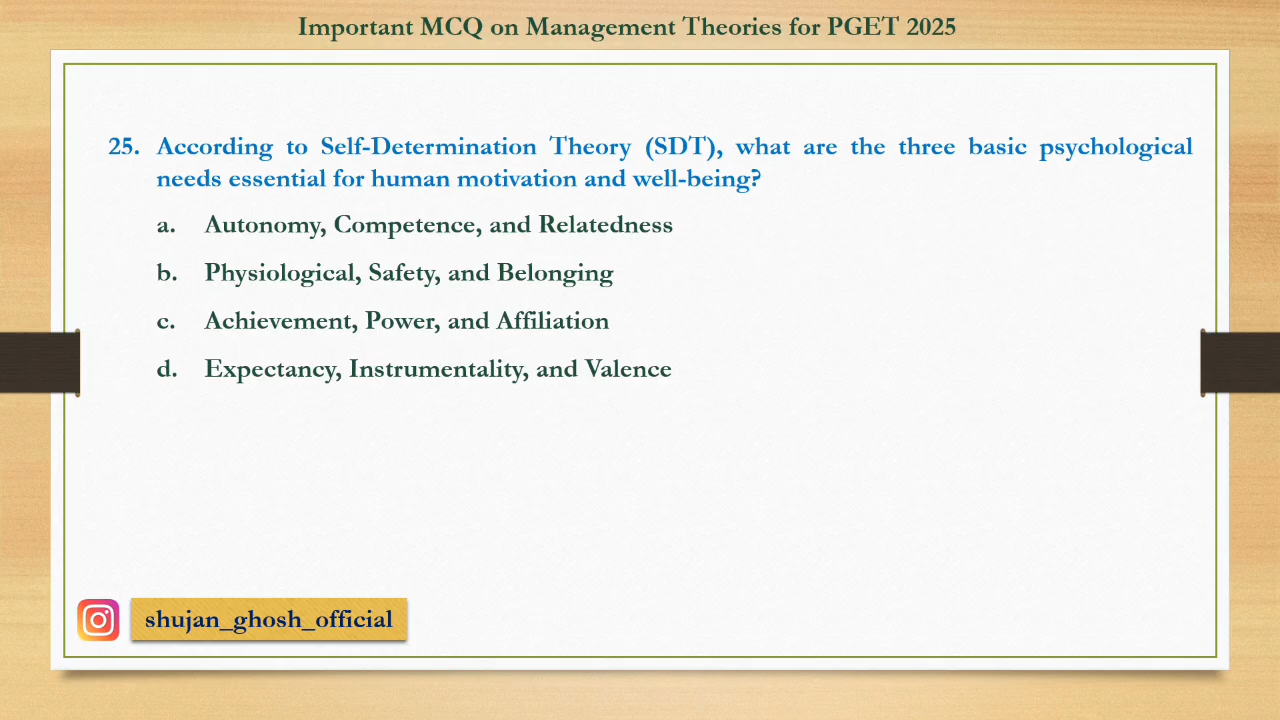 Important MCQ on Management Theories for PGET 2025
25. According to Self-Determination Theory (SDT), what are the three basic psychological
needs essential for human motivation and well-being?
a. Autonomy, Competence, and Relatedness
b. Physiological, Safety, and Belonging
c. Achievement, Power, and Affiliation
d. Expectancy, Instrumentality, and Valence
shujan_ghosh_official